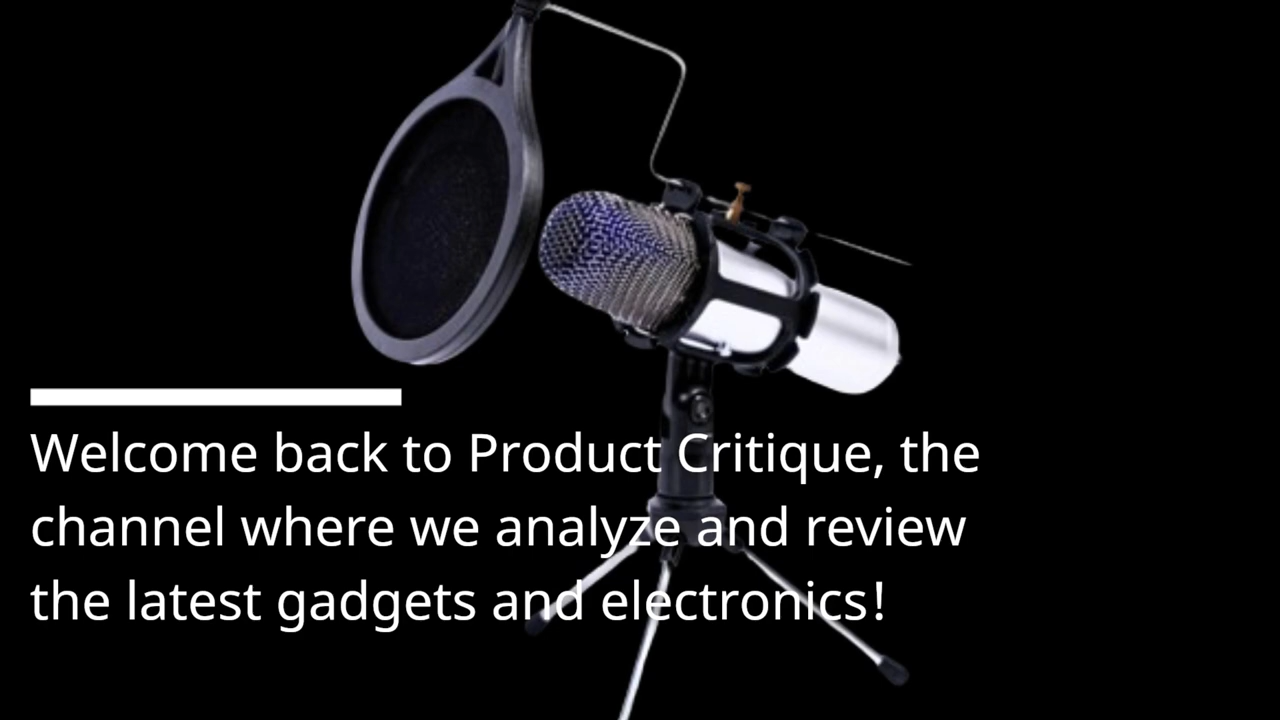 Welcome back to Product Critique, the
channel where we analyze and review
the latest gadgets and electronics!